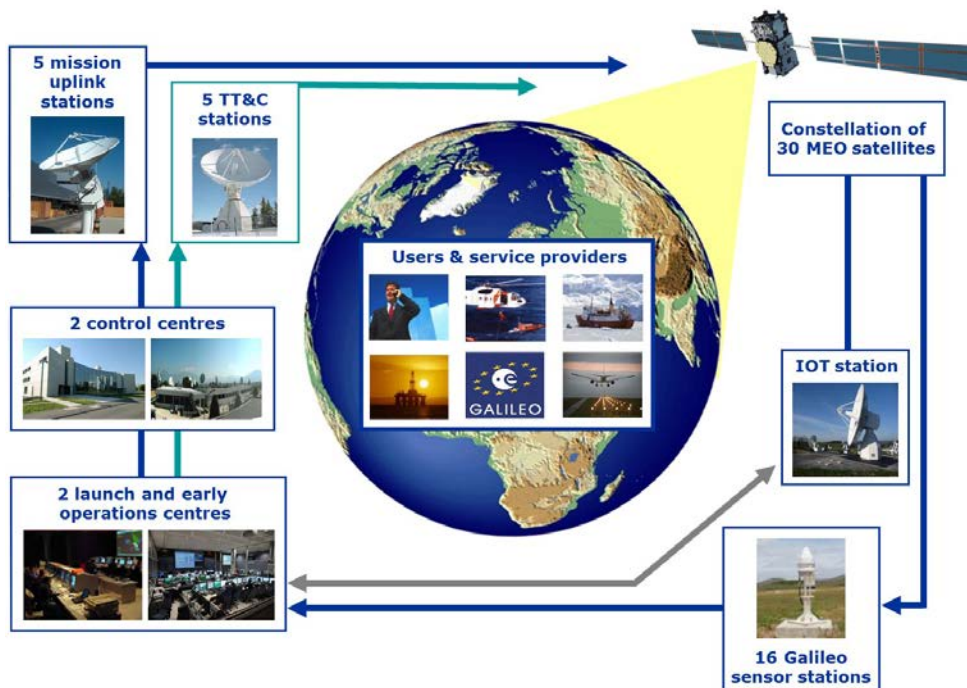 5 mission
uplink
stations
5 TT&C
stations
Constellation of
30 MEO satellites
Users & service providers
GALILEO
2 control centres
IOT station
2 launch and early
operations centres
16 Galileo
sensor stations